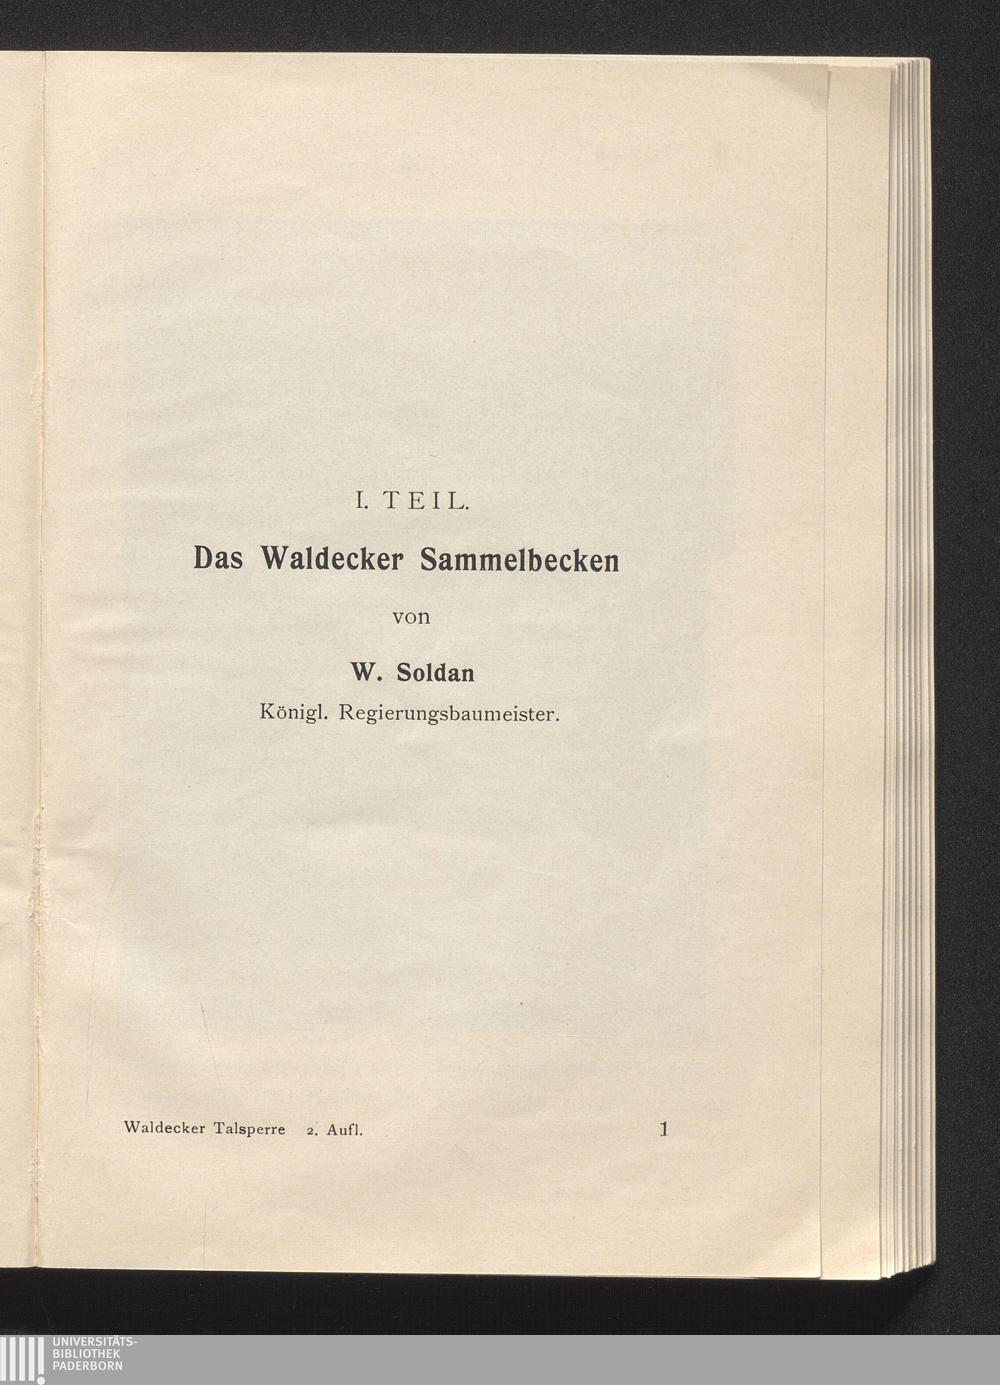 I. TEIL.
Das Waldecker Sammelbecken
von
W. Soldan
Königl. Regierungsbaumeister.
Waldecker Talsperre 2. Aufl. 1
UNIVERSITÄTS-
BIBLIOTHEK
PADERBORN